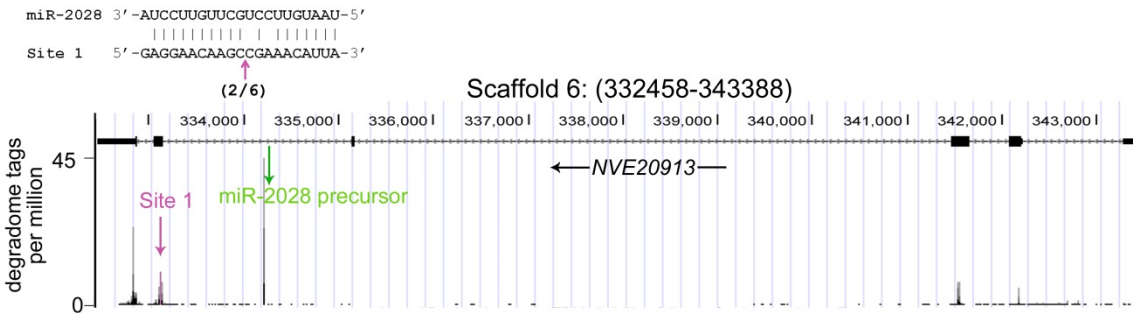 miR-2028 3'-AUCCUUGUUCGUCCUUGUAAU-5'
Site 1 5'-GAGGAACAAGCCGAAACAUUA-3'
(2/6)
Scaffold 6: (332458-343388)
334,000 335,000 336,000 337,000 338,000 339,000 340,000 341,000 342,000 343,000
45
NVE20913
Site 1 miR-2028 precursor
degradome tags
per million
0